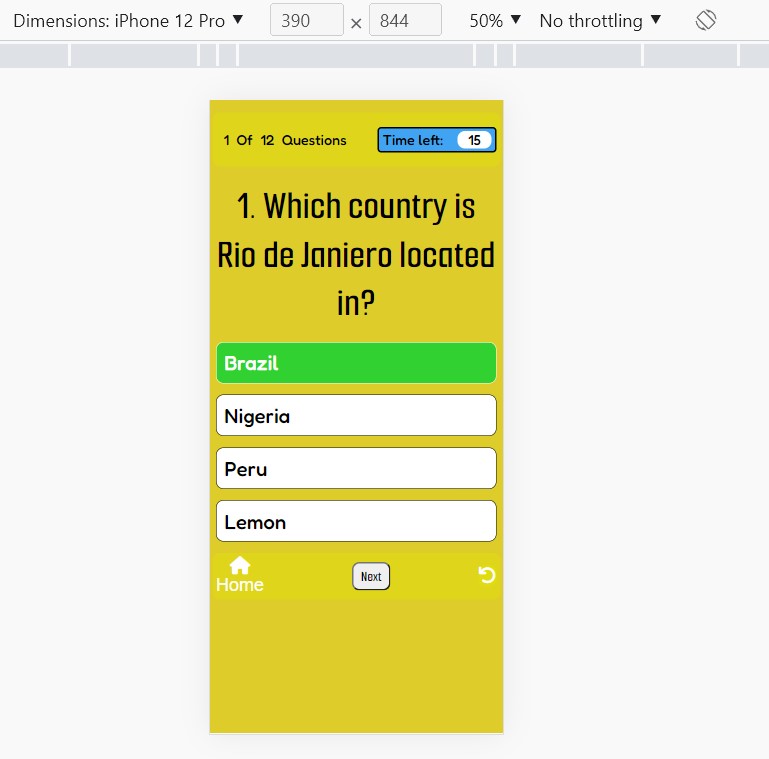 Dimensions: iPhone 12 Pro ▼ 390 × 844 50% ▼ No throttling ▼
1 Of 12 Questions Time left: 15
1. Which country is
Rio de Janiero located
in?
Brazil
Nigeria
Peru
Lemon
Home Next